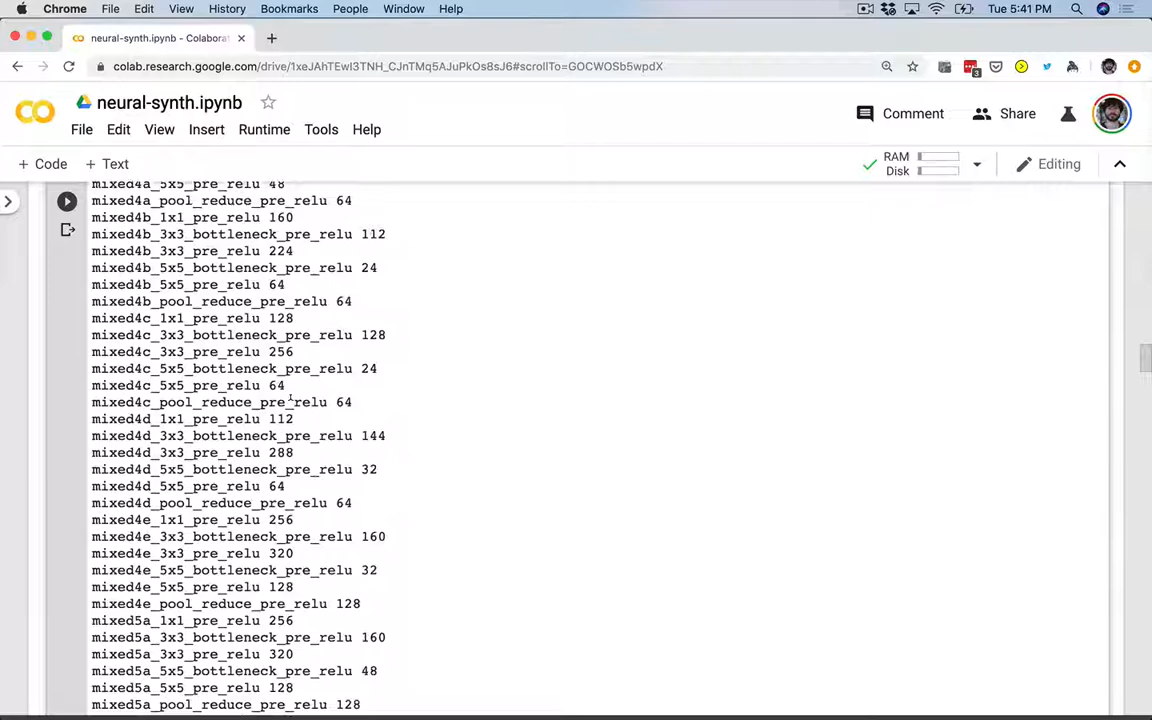 Chrome File Edit View History Bookmarks People Window Help Tue 5:41 PM
neural-synth.ipynb - Colaborat
colab.research.google.com/drive/1xeJAhTEwI3TNH_CJnTMq5AJuPkOs8sJ6#scrollTo=GOCWOSb5wpdX
3
neural-synth.ipynb
Comment Share
File Edit View Insert Runtime Tools Help
+ Code + Text
RAM
Disk
Editing
mixed4a_5x5_pre_relu 48
mixed4a_pool_reduce_pre_relu 64
mixed4b_1x1_pre_relu 160
mixed4b_3x3_bottleneck_pre_relu 112
mixed4b_3x3_pre_relu 224
mixed4b_5x5_bottleneck_pre_relu 24
mixed4b_5x5_pre_relu 64
mixed4b_pool_reduce_pre_relu 64
mixed4c_1x1_pre_relu 128
mixed4c_3x3_bottleneck_pre_relu 128
mixed4c_3x3_pre_relu 256
mixed4c_5x5_bottleneck_pre_relu 24
mixed4c_5x5_pre_relu 64
mixed4c_pool_reduce_pre_relu 64
mixed4d_1x1_pre_relu 112
mixed4d_3x3_bottleneck_pre_relu 144
mixed4d_3x3_pre_relu 288
mixed4d_5x5_bottleneck_pre_relu 32
mixed4d_5x5_pre_relu 64
mixed4d_pool_reduce_pre_relu 64
mixed4e_1x1_pre_relu 256
mixed4e_3x3_bottleneck_pre_relu 160
mixed4e_3x3_pre_relu 320
mixed4e_5x5_bottleneck_pre_relu 32
mixed4e_5x5_pre_relu 128
mixed4e_pool_reduce_pre_relu 128
mixed5a_1x1_pre_relu 256
mixed5a_3x3_bottleneck_pre_relu 160
mixed5a_3x3_pre_relu 320
mixed5a_5x5_bottleneck_pre_relu 48
mixed5a_5x5_pre_relu 128
mixed5a_pool_reduce_pre_relu 128